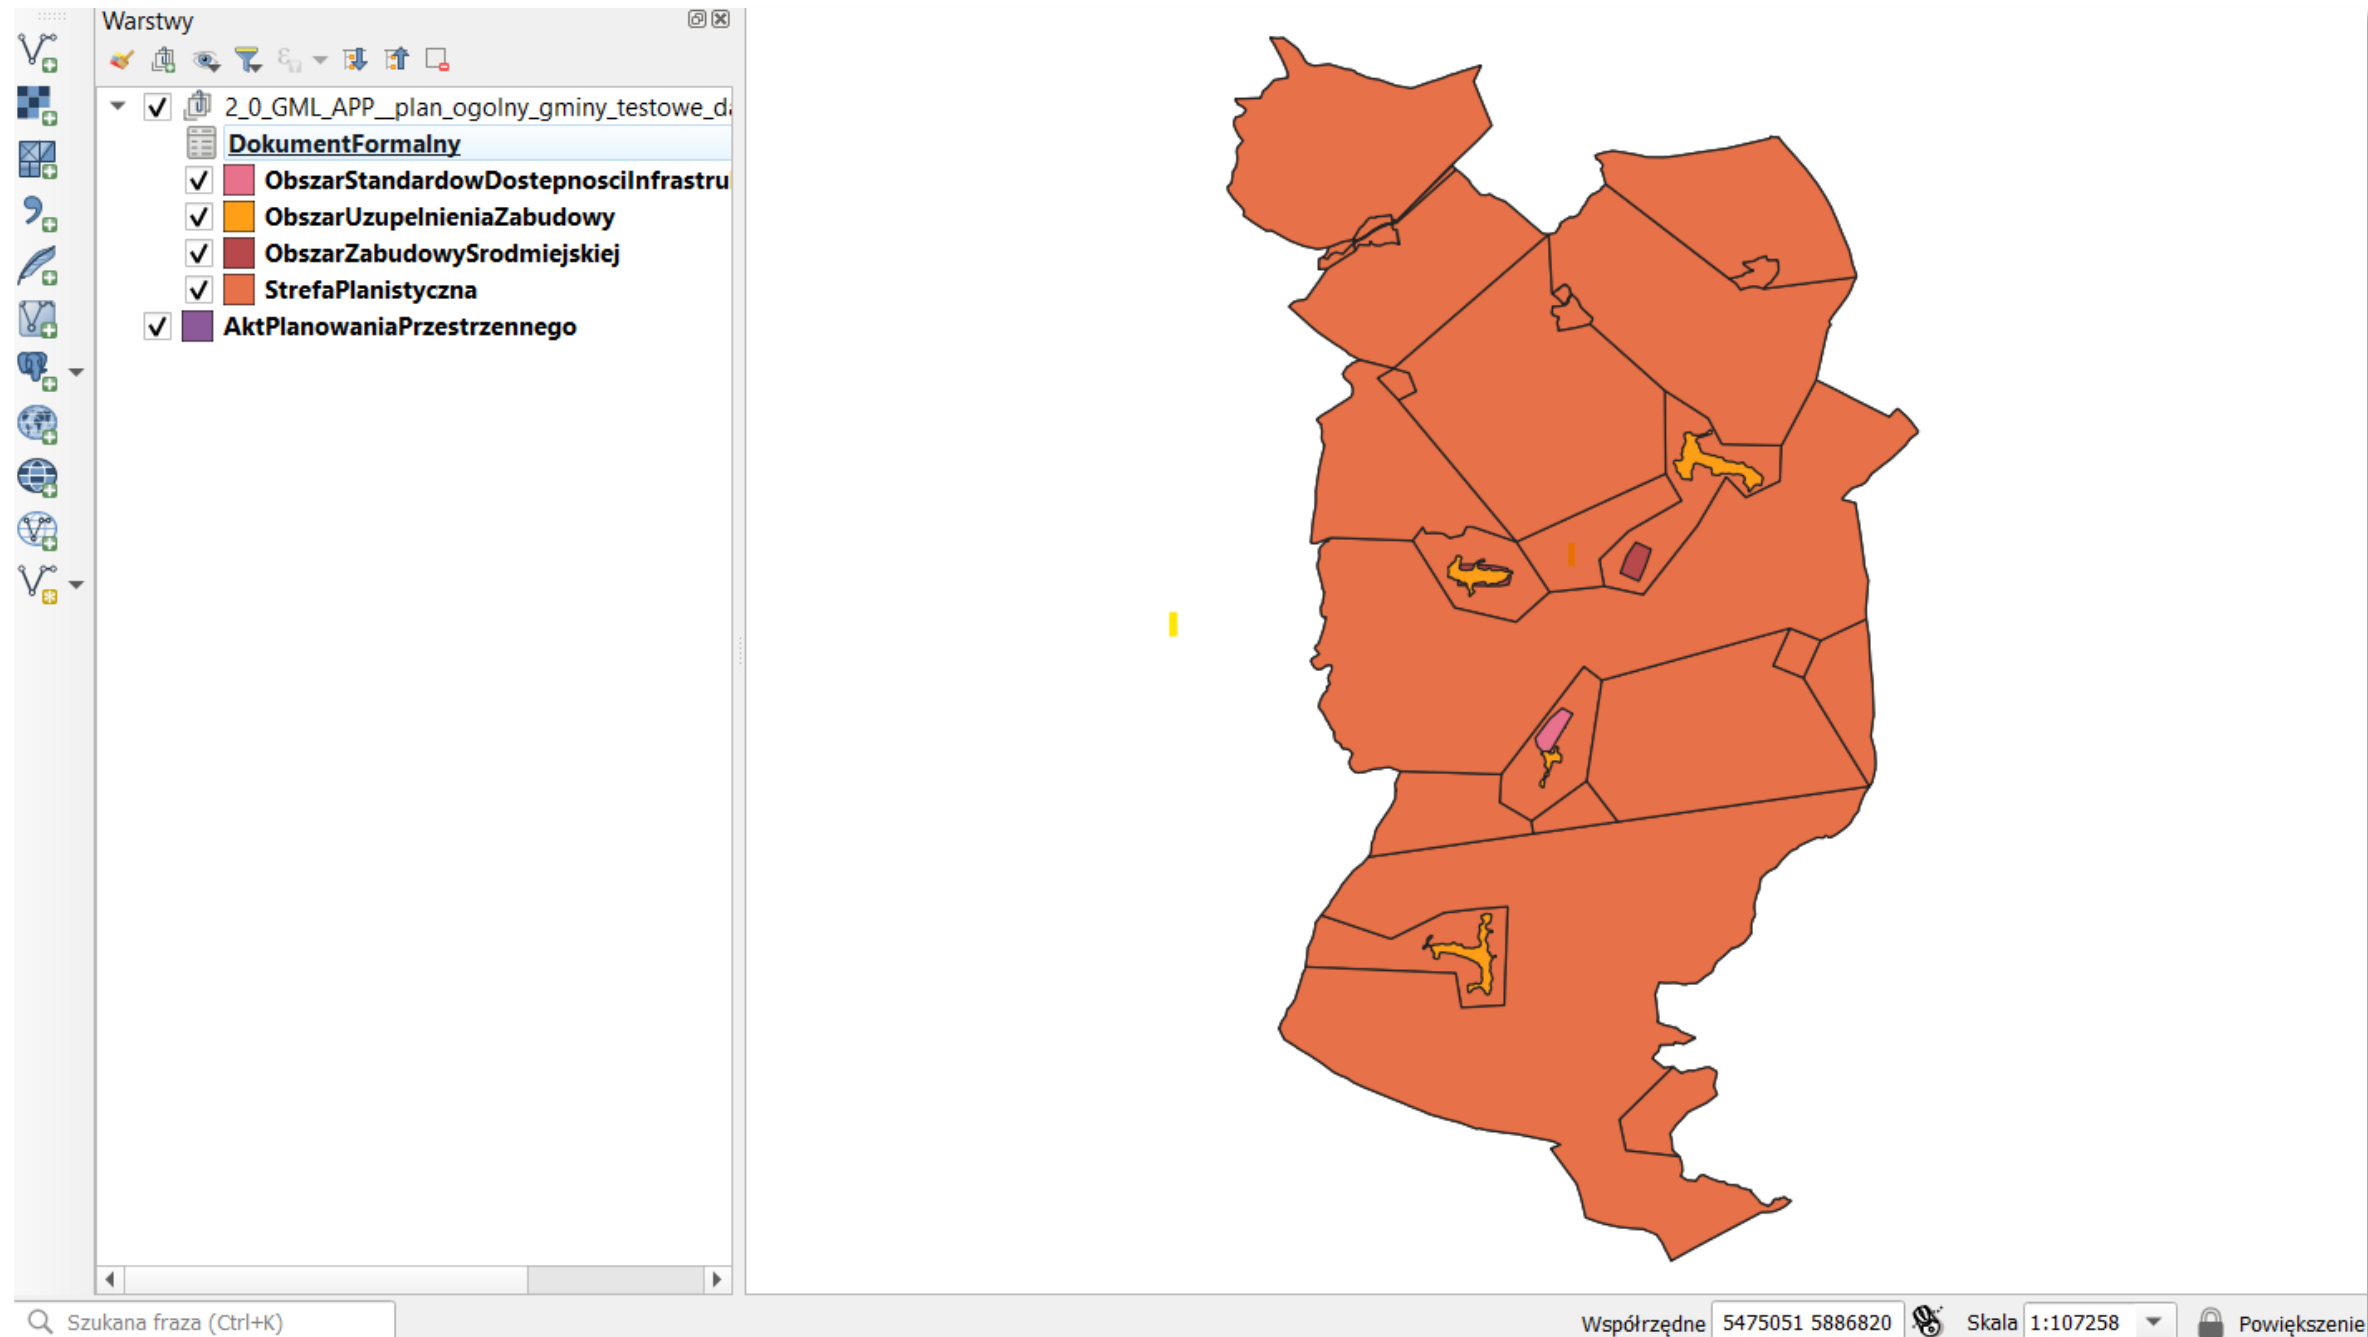 Warstwy
2_0_GML_APP__plan_ogolny_gminy_testowe_d
DokumentFormalny
ObszarStandardowDostepnosciInfrastru
ObszarUzupelnieniaZabudowy
ObszarZabudowySrodmiejskiej
StrefaPlanistyczna
AktPlanowaniaPrzestrzennego
Szukana fraza (Ctrl+K)
Współrzędne 5475051 5886820 Skala 1:107258 Powiększenie